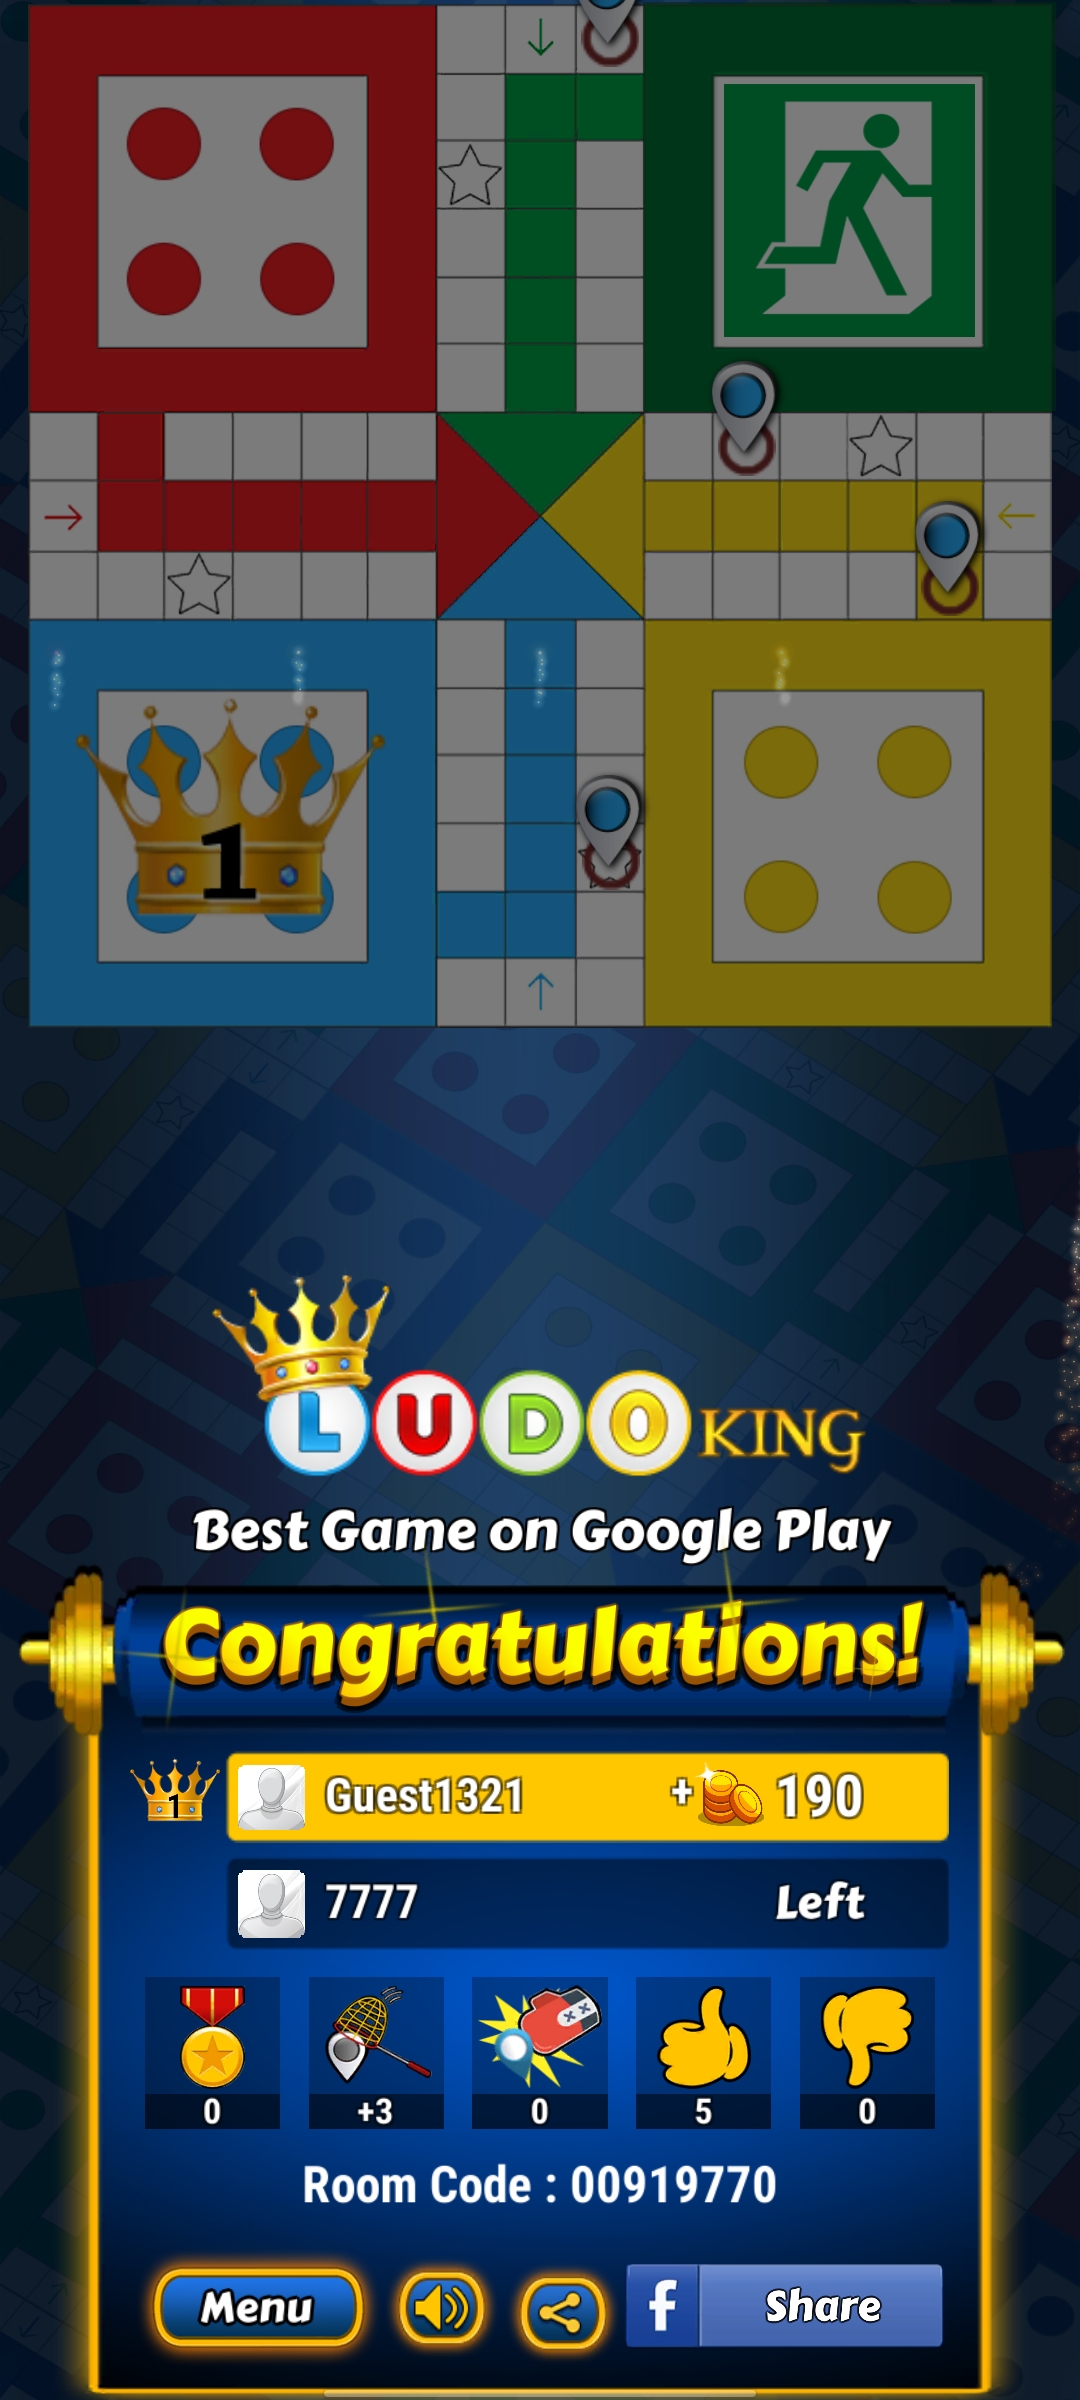 1
LUDO KING
Best Game on Google Play
Congratulations!
1 Guest1321 + 190
7777 Left
0 +3 0 5 0
Room Code : 00919770
Menu f Share